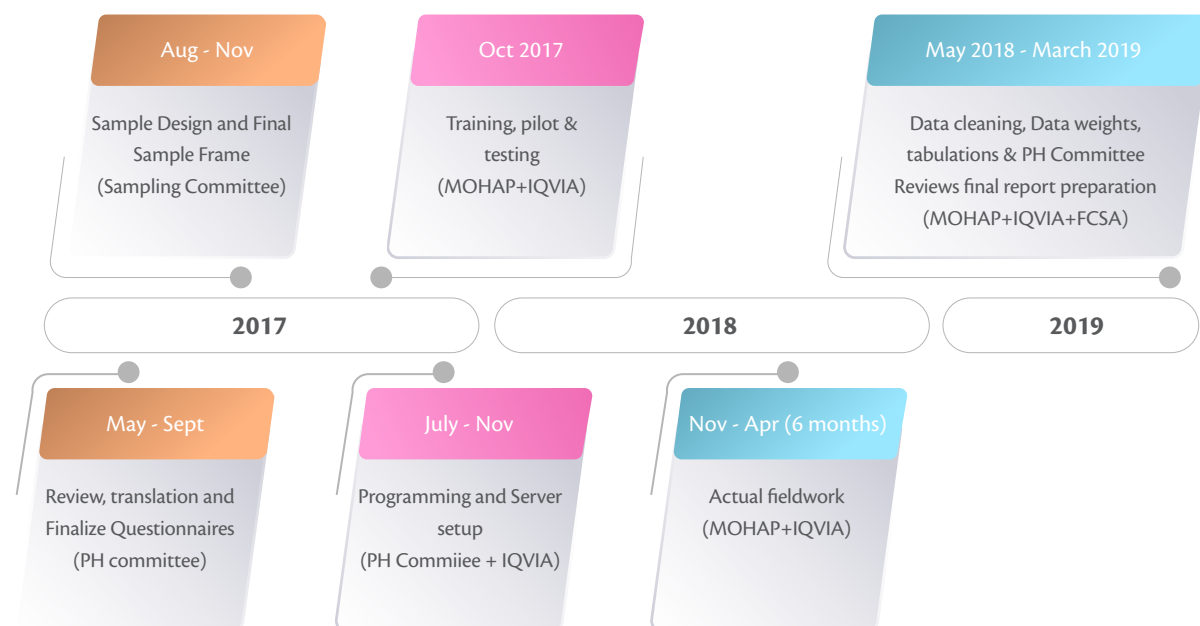 Aug - Nov
Sample Design and Final
Sample Frame
(Sampling Committee)
Oct 2017
Training, pilot &
testing
(MOHAP+IQVIA)
May 2018 - March 2019
Data cleaning, Data weights,
tabulations & PH Committee
Reviews final report preparation
(MOHAP+IQVIA+FCSA)
2017
2018
2019
May - Sept
Review, translation and
Finalize Questionnaires
(PH committee)
July - Nov
Programming and Server
setup
(PH Commiiee + IQVIA)
Nov - Apr (6 months)
Actual fieldwork
(MOHAP+IQVIA)